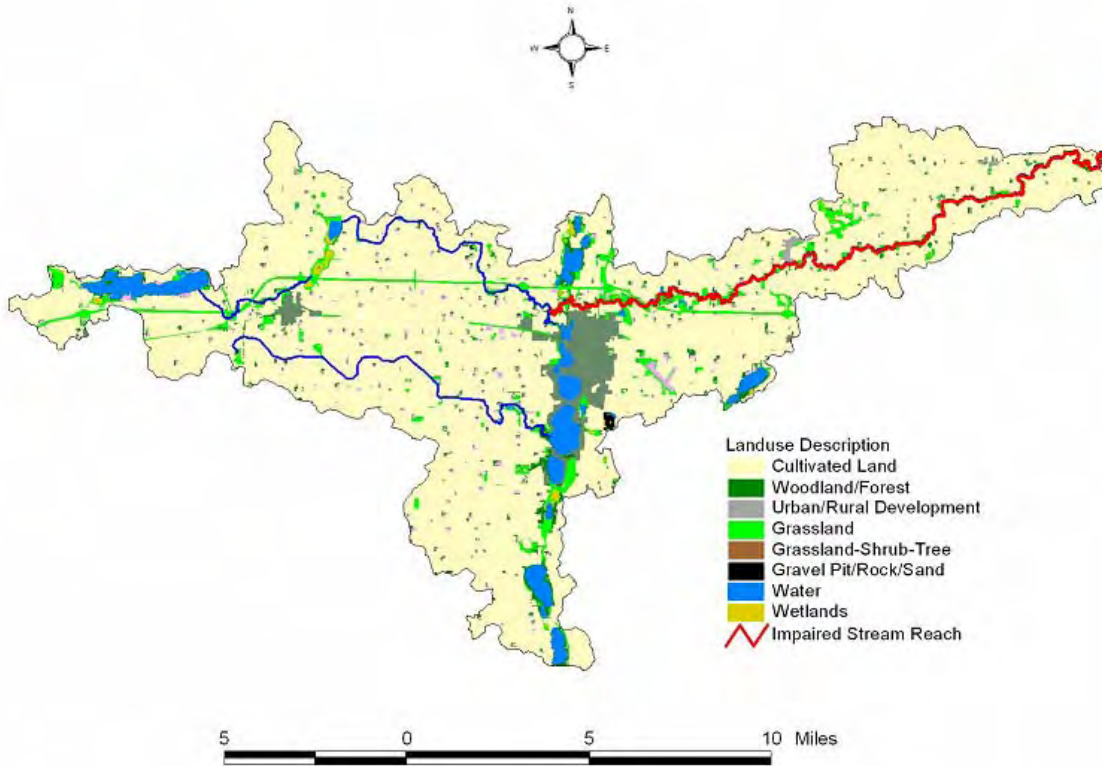 N
W E
S
Landuse Description
Cultivated Land
Woodland/Forest
Urban/Rural Development
Grassland
Grassland-Shrub-Tree
Gravel Pit/Rock/Sand
Water
Wetlands
Impaired Stream Reach
5 0 5 10 Miles